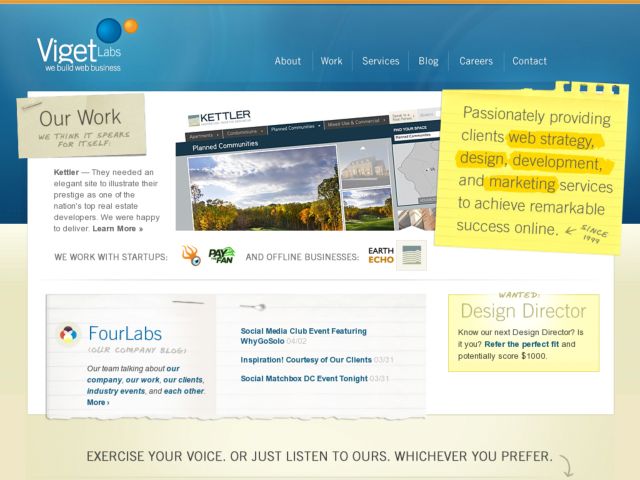 Viget Labs
we build web business
About Work Services Blog Careers Contact
Our Work
WE THINK IT SPEAKS
FOR ITSELF:
Kettler — They needed an
elegant site to illustrate their
prestige as one of the
nation's top real estate
developers. We were happy
to deliver. Learn More »
KETTLER
Apartments Condominiums Planned Communities Mixed Use & Commercial
Planned Communities
FIND YOUR SPACE
Passionately providing
clients web strategy,
design, development,
and marketing services
to achieve remarkable
success online.
SINCE
1999
WE WORK WITH STARTUPS:
PAY THE FAN
AND OFFLINE BUSINESSES:
EARTH
ECHO
FourLabs
(OUR COMPANY BLOG)
Our team talking about our
company, our work, our clients,
industry events, and each other.
More ›
Social Media Club Event Featuring
WhyGoSolo 04/02
Inspiration! Courtesy of Our Clients 03/31
Social Matchbox DC Event Tonight 03/31
WANTED:
Design Director
Know our next Design Director? Is
it you? Refer the perfect fit and
potentially score $1000.
EXERCISE YOUR VOICE. OR JUST LISTEN TO OURS. WHICHEVER YOU PREFER.